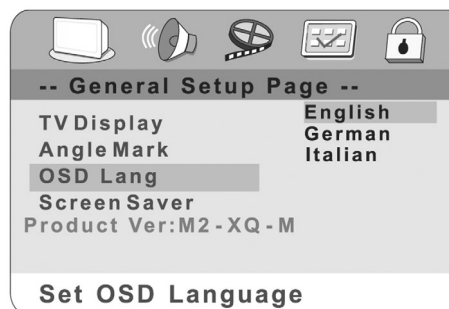 -- General Setup Page --
TV Display
Angle Mark
OSD Lang
Screen Saver
Product Ver:M2-XQ-M
English
German
Italian
Set OSD Language